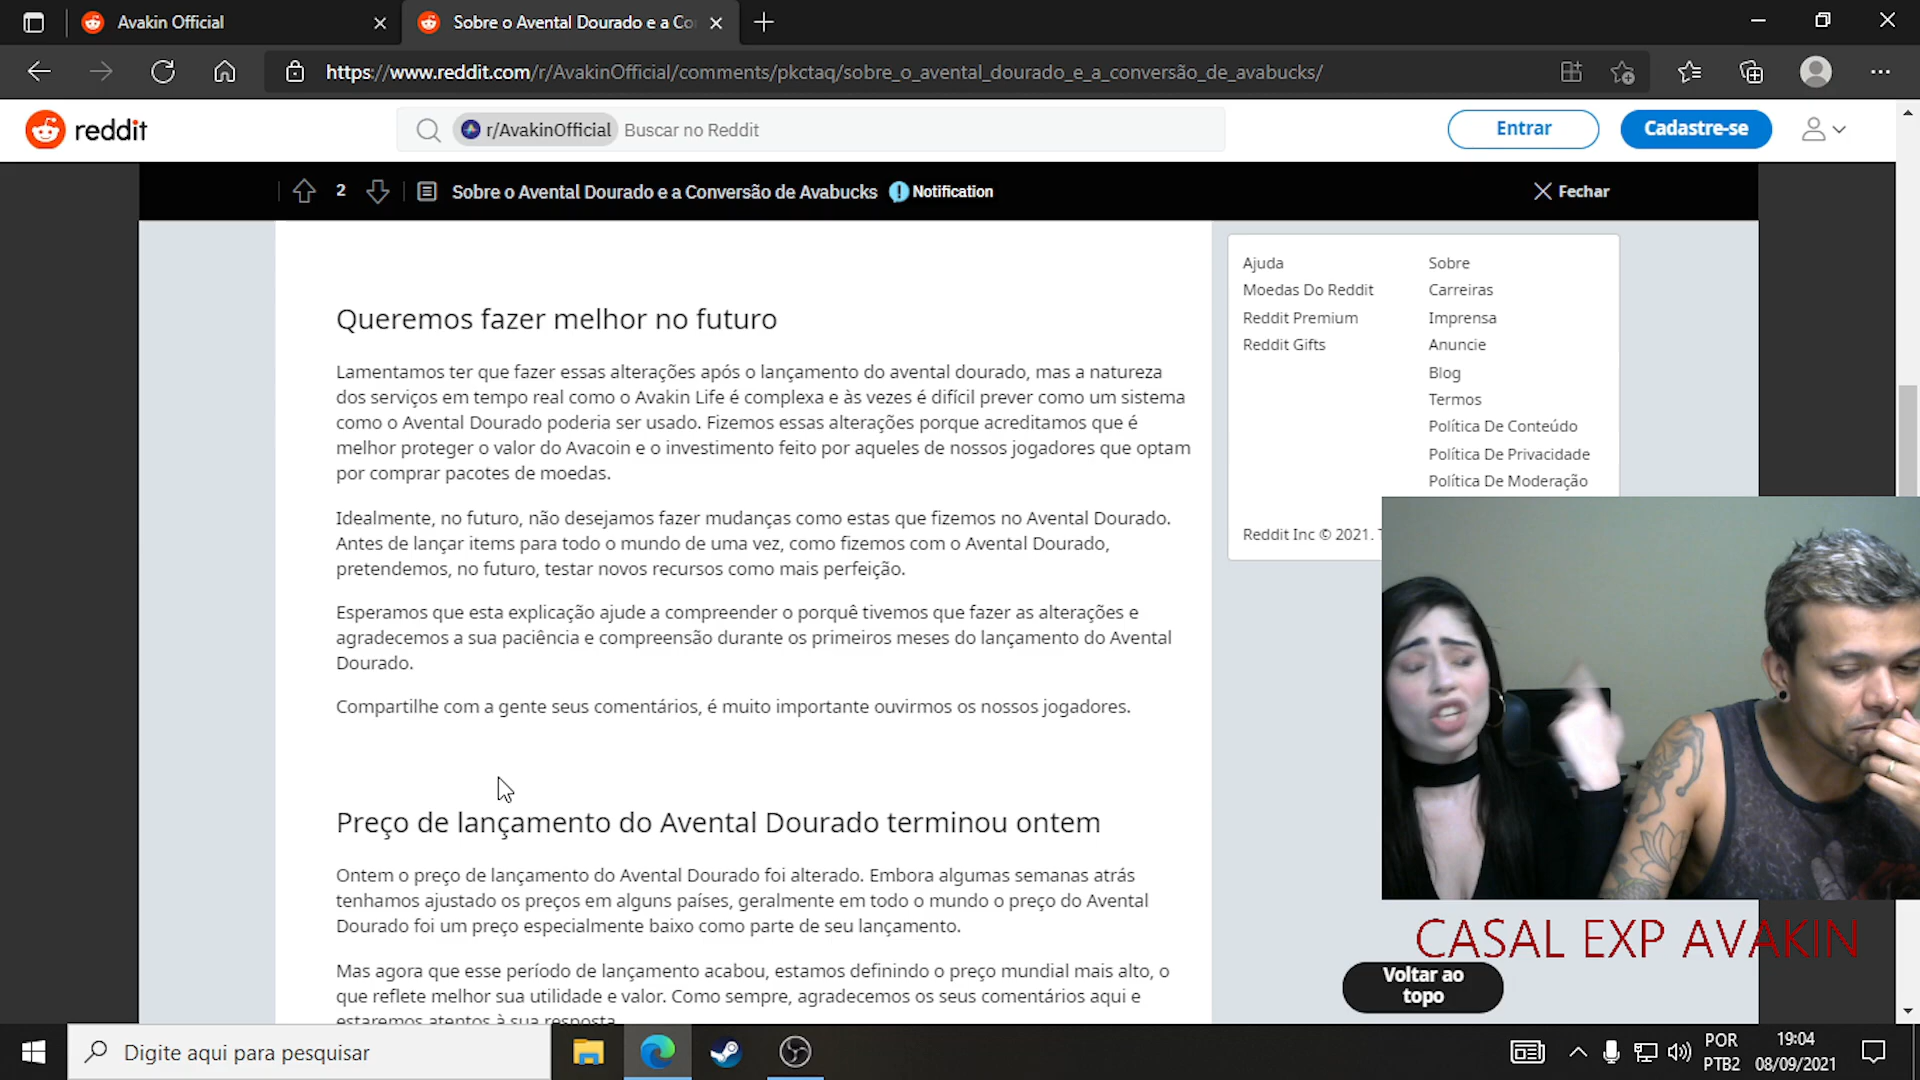 Avakin Official
Sobre o Avental Dourado e a Co
https://www.reddit.com/r/AvakinOfficial/comments/pkctaq/sobre_o_avental_dourado_e_a_conversão_de_avabucks/
reddit
r/AvakinOfficial Buscar no Reddit
Entrar
Cadastre-se
2
Sobre o Avental Dourado e a Conversão de Avabucks
Notification
Fechar
Queremos fazer melhor no futuro
Lamentamos ter que fazer essas alterações após o lançamento do avental dourado, mas a natureza
dos serviços em tempo real como o Avakin Life é complexa e às vezes é difícil prever como um sistema
como o Avental Dourado poderia ser usado. Fizemos essas alterações porque acreditamos que é
melhor proteger o valor do Avacoin e o investimento feito por aqueles de nossos jogadores que optam
por comprar pacotes de moedas.
Idealmente, no futuro, não desejamos fazer mudanças como estas que fizemos no Avental Dourado.
Antes de lançar items para todo o mundo de uma vez, como fizemos com o Avental Dourado,
pretendemos, no futuro, testar novos recursos como mais perfeição.
Esperamos que esta explicação ajude a compreender o porquê tivemos que fazer as alterações e
agradecemos a sua paciência e compreensão durante os primeiros meses do lançamento do Avental
Dourado.
Compartilhe com a gente seus comentários, é muito importante ouvirmos os nossos jogadores.
Preço de lançamento do Avental Dourado terminou ontem
Ontem o preço de lançamento do Avental Dourado foi alterado. Embora algumas semanas atrás
tenhamos ajustado os preços em alguns países, geralmente em todo o mundo o preço do Avental
Dourado foi um preço especialmente baixo como parte de seu lançamento.
Mas agora que esse período de lançamento acabou, estamos definindo o preço mundial mais alto, o
que reflete melhor sua utilidade e valor. Como sempre, agradecemos os seus comentários aqui e
estaremos atentos à sua resposta
Ajuda
Moedas Do Reddit
Reddit Premium
Reddit Gifts
Sobre
Carreiras
Imprensa
Anuncie
Blog
Termos
Política De Conteúdo
Política De Privacidade
Política De Moderação
Reddit Inc © 2021.
CASAL EXP AVAKIN
Voltar ao
topo
Digite aqui para pesquisar
POR
PTB2
19:04
08/09/2021